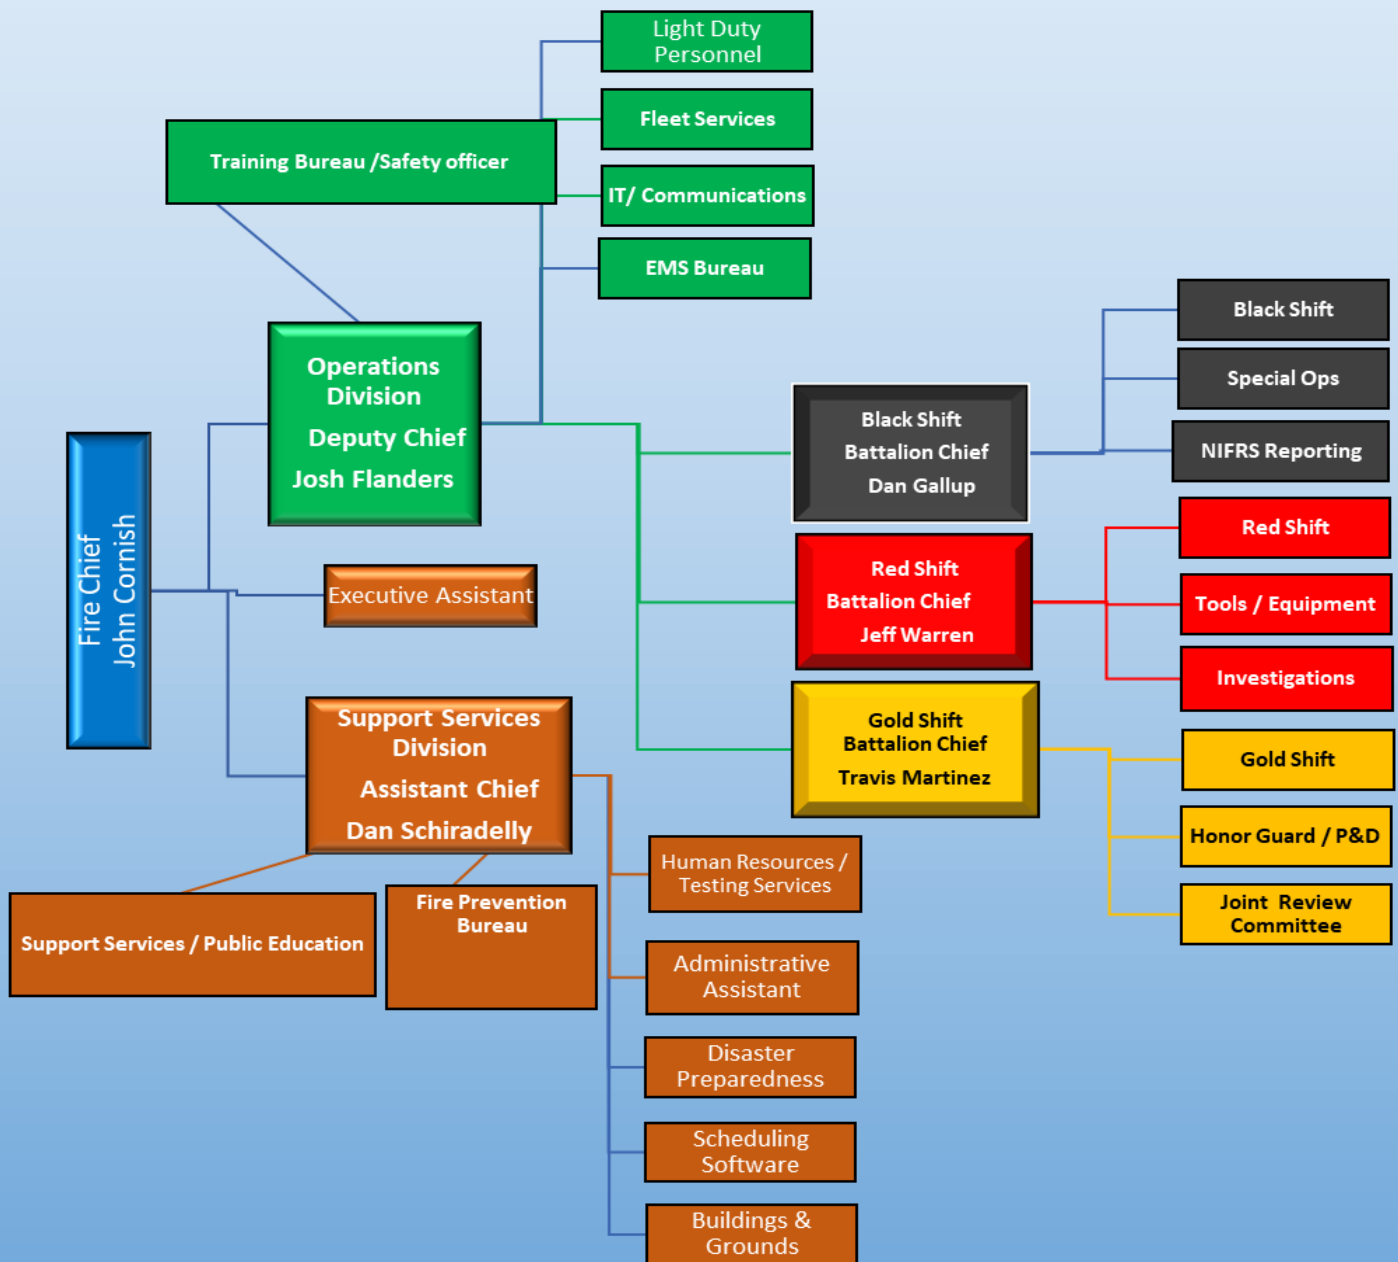 Light Duty
Personnel
Fleet Services
Training Bureau /Safety officer
IT/ Communications
EMS Bureau
Operations
Division
Deputy Chief
Josh Flanders
Fire Chief
John Cornish
Executive Assistant
Support Services
Division
Assistant Chief
Dan Schiradelly
Support Services / Public Education
Fire Prevention
Bureau
Human Resources /
Testing Services
Administrative
Assistant
Disaster
Preparedness
Scheduling
Software
Buildings &
Grounds
Black Shift
Battalion Chief
Dan Gallup
Red Shift
Battalion Chief
Jeff Warren
Gold Shift
Battalion Chief
Travis Martinez
Black Shift
Special Ops
NIFRS Reporting
Red Shift
Tools / Equipment
Investigations
Gold Shift
Honor Guard / P&D
Joint  Review
Committee